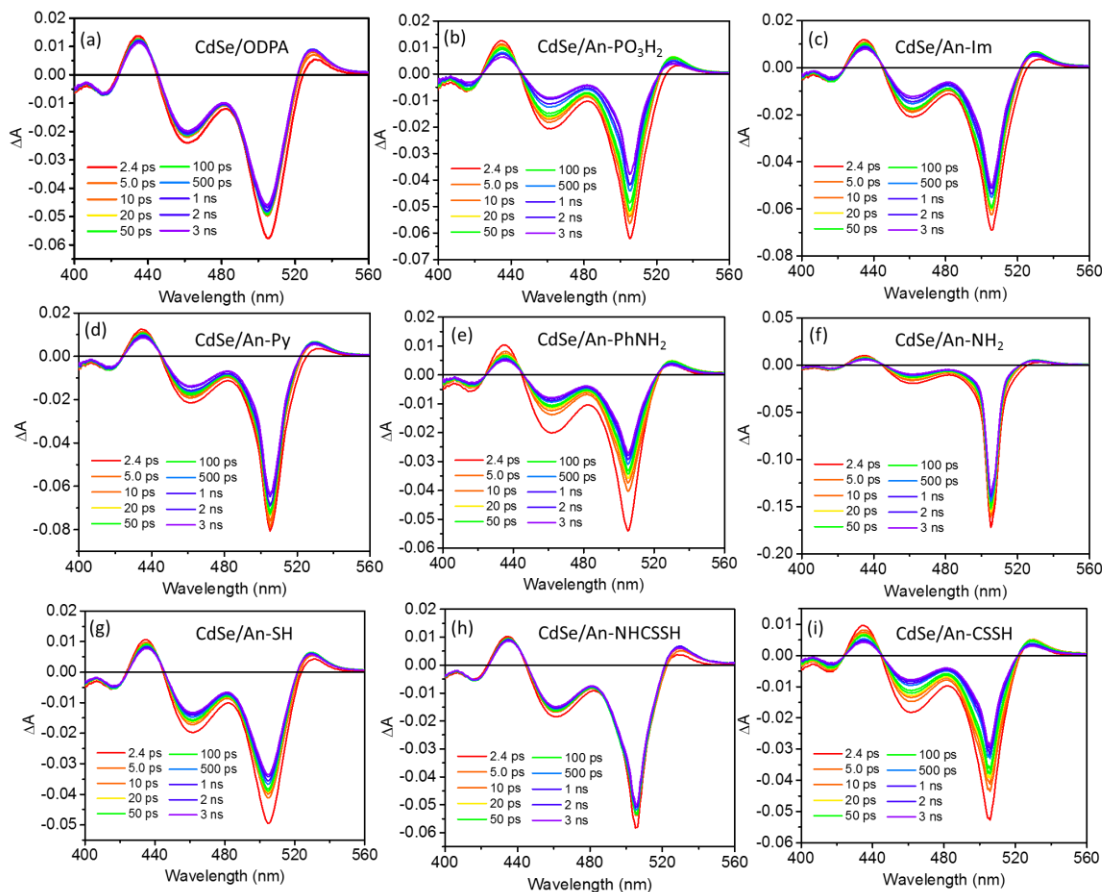 (a)
CdSe/ODPA
0.02
0.01
0.00
-0.01
-0.02
-0.03
-0.04
-0.05
-0.06
ΔA
2.4 ps 100 ps
5.0 ps 500 ps
10 ps 1 ns
20 ps 2 ns
50 ps 3 ns
400 440 480 520 560
Wavelength (nm)
(b)
CdSe/An-PO₃H₂
0.02
0.01
0.00
-0.01
-0.02
-0.03
-0.04
-0.05
-0.06
-0.07
ΔA
2.4 ps 100 ps
5.0 ps 500 ps
10 ps 1 ns
20 ps 2 ns
50 ps 3 ns
400 440 480 520 560
Wavelength (nm)
(c)
CdSe/An-Im
0.02
0.00
-0.02
-0.04
-0.06
-0.08
ΔA
2.4 ps 100 ps
5.0 ps 500 ps
10 ps 1 ns
20 ps 2 ns
50 ps 3 ns
400 440 480 520 560
Wavelength (nm)
(d)
CdSe/An-Py
0.02
0.00
-0.02
-0.04
-0.06
-0.08
ΔA
2.4 ps 100 ps
5.0 ps 500 ps
10 ps 1 ns
20 ps 2 ns
50 ps 3 ns
400 440 480 520 560
Wavelength (nm)
(e)
CdSe/An-PhNH₂
0.02
0.01
0.00
-0.01
-0.02
-0.03
-0.04
-0.05
-0.06
ΔA
2.4 ps 100 ps
5.0 ps 500 ps
10 ps 1 ns
20 ps 2 ns
50 ps 3 ns
400 440 480 520 560
Wavelength (nm)
(f)
CdSe/An-NH₂
0.05
0.00
-0.05
-0.10
-0.15
-0.20
ΔA
2.4 ps 100 ps
5.0 ps 500 ps
10 ps 1 ns
20 ps 2 ns
50 ps 3 ns
400 440 480 520 560
Wavelength (nm)
(g)
CdSe/An-SH
0.02
0.01
0.00
-0.01
-0.02
-0.03
-0.04
-0.05
ΔA
2.4 ps 100 ps
5.0 ps 500 ps
10 ps 1 ns
20 ps 2 ns
50 ps 3 ns
400 440 480 520 560
Wavelength (nm)
(h)
CdSe/An-NHCSSH
0.02
0.01
0.00
-0.01
-0.02
-0.03
-0.04
-0.05
-0.06
ΔA
2.4 ps 100 ps
5.0 ps 500 ps
10 ps 1 ns
20 ps 2 ns
50 ps 3 ns
400 440 480 520 560
Wavelength (nm)
(i)
CdSe/An-CSSH
0.02
0.01
0.00
-0.01
-0.02
-0.03
-0.04
-0.05
-0.06
ΔA
2.4 ps 100 ps
5.0 ps 500 ps
10 ps 1 ns
20 ps 2 ns
50 ps 3 ns
400 440 480 520 560
Wavelength (nm)